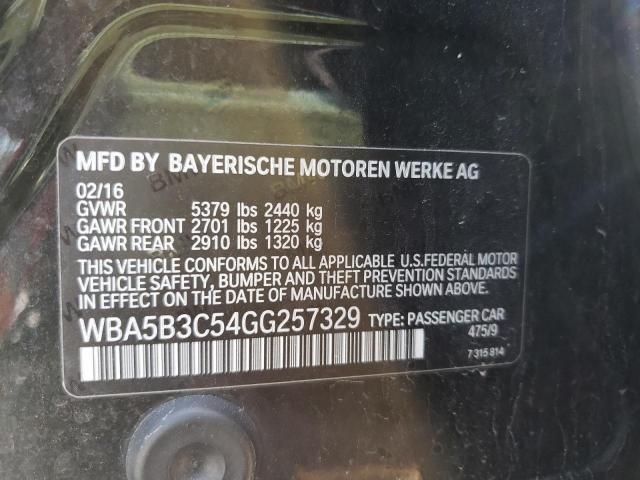 MFD BY BAYERISCHE MOTOREN WERKE AG
02/16
GVWR 5379 lbs 2440 kg
GAWR FRONT 2701 lbs 1225 kg
GAWR REAR 2910 lbs 1320 kg
THIS VEHICLE CONFORMS TO ALL APPLICABLE U.S.FEDERAL MOTOR
VEHICLE SAFETY, BUMPER, AND THEFT PREVENTION STANDARDS
IN EFFECT ON THE DATE OF MANUFACTURE SHOWN ABOVE.
WBA5B3C54GG257329 TYPE: PASSENGER CAR
475/9
7 315 814